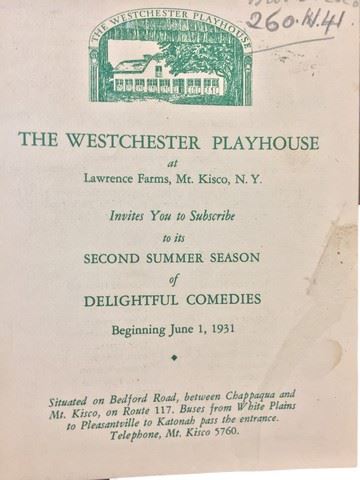 260.W.41
THE WESTCHESTER PLAYHOUSE
THE WESTCHESTER PLAYHOUSE
at
Lawrence Farms, Mt. Kisco, N. Y.
Invites You to Subscribe
to its
SECOND SUMMER SEASON
of
DELIGHTFUL COMEDIES
Beginning June 1, 1931
Situated on Bedford Road, between Chappaqua and
Mt. Kisco, on Route 117. Buses from White Plains
to Pleasantville to Katonah pass the entrance.
Telephone, Mt. Kisco 5760.